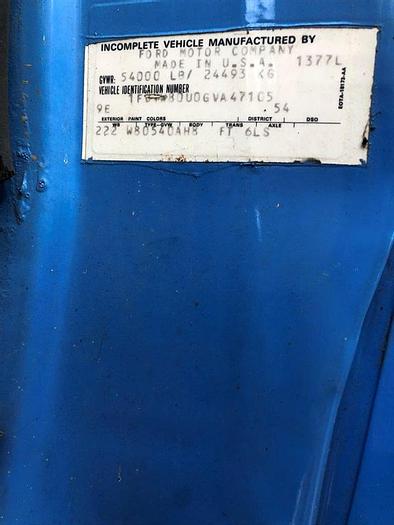 INCOMPLETE VEHICLE MANUFACTURED BY
FORD MOTOR COMPANY
MADE IN U.S.A. 1377L
GVWR: 54000 LB/ 24493 KG
VEHICLE IDENTIFICATION NUMBER
9E 54
EXTERIOR PAINT COLORS DISTRICT DSO
WB TYPE-GVW BODY TRANS AXLE
222 W80540AH8 FT 6LS